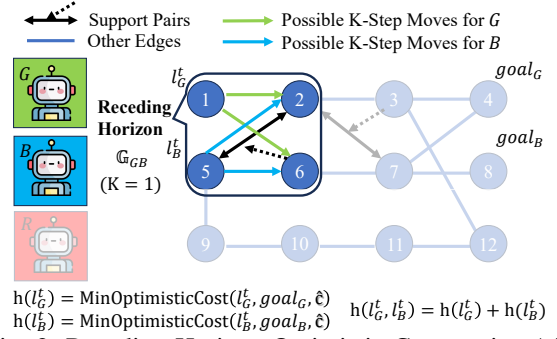 Support Pairs
Possible K-Step Moves for G
Other Edges
Possible K-Step Moves for B
G
B
R
Receding
Horizon
𝔾_GB
(K = 1)
l_G^t
l_B^t
goal_G
goal_B
1
2
3
4
5
6
7
8
9
10
11
12
h(l_G^t) = MinOptimisticCost(l_G^t, goal_G, ĉ)
h(l_B^t) = MinOptimisticCost(l_B^t, goal_B, ĉ)
h(l_G^t, l_B^t) = h(l_G^t) + h(l_B^t)